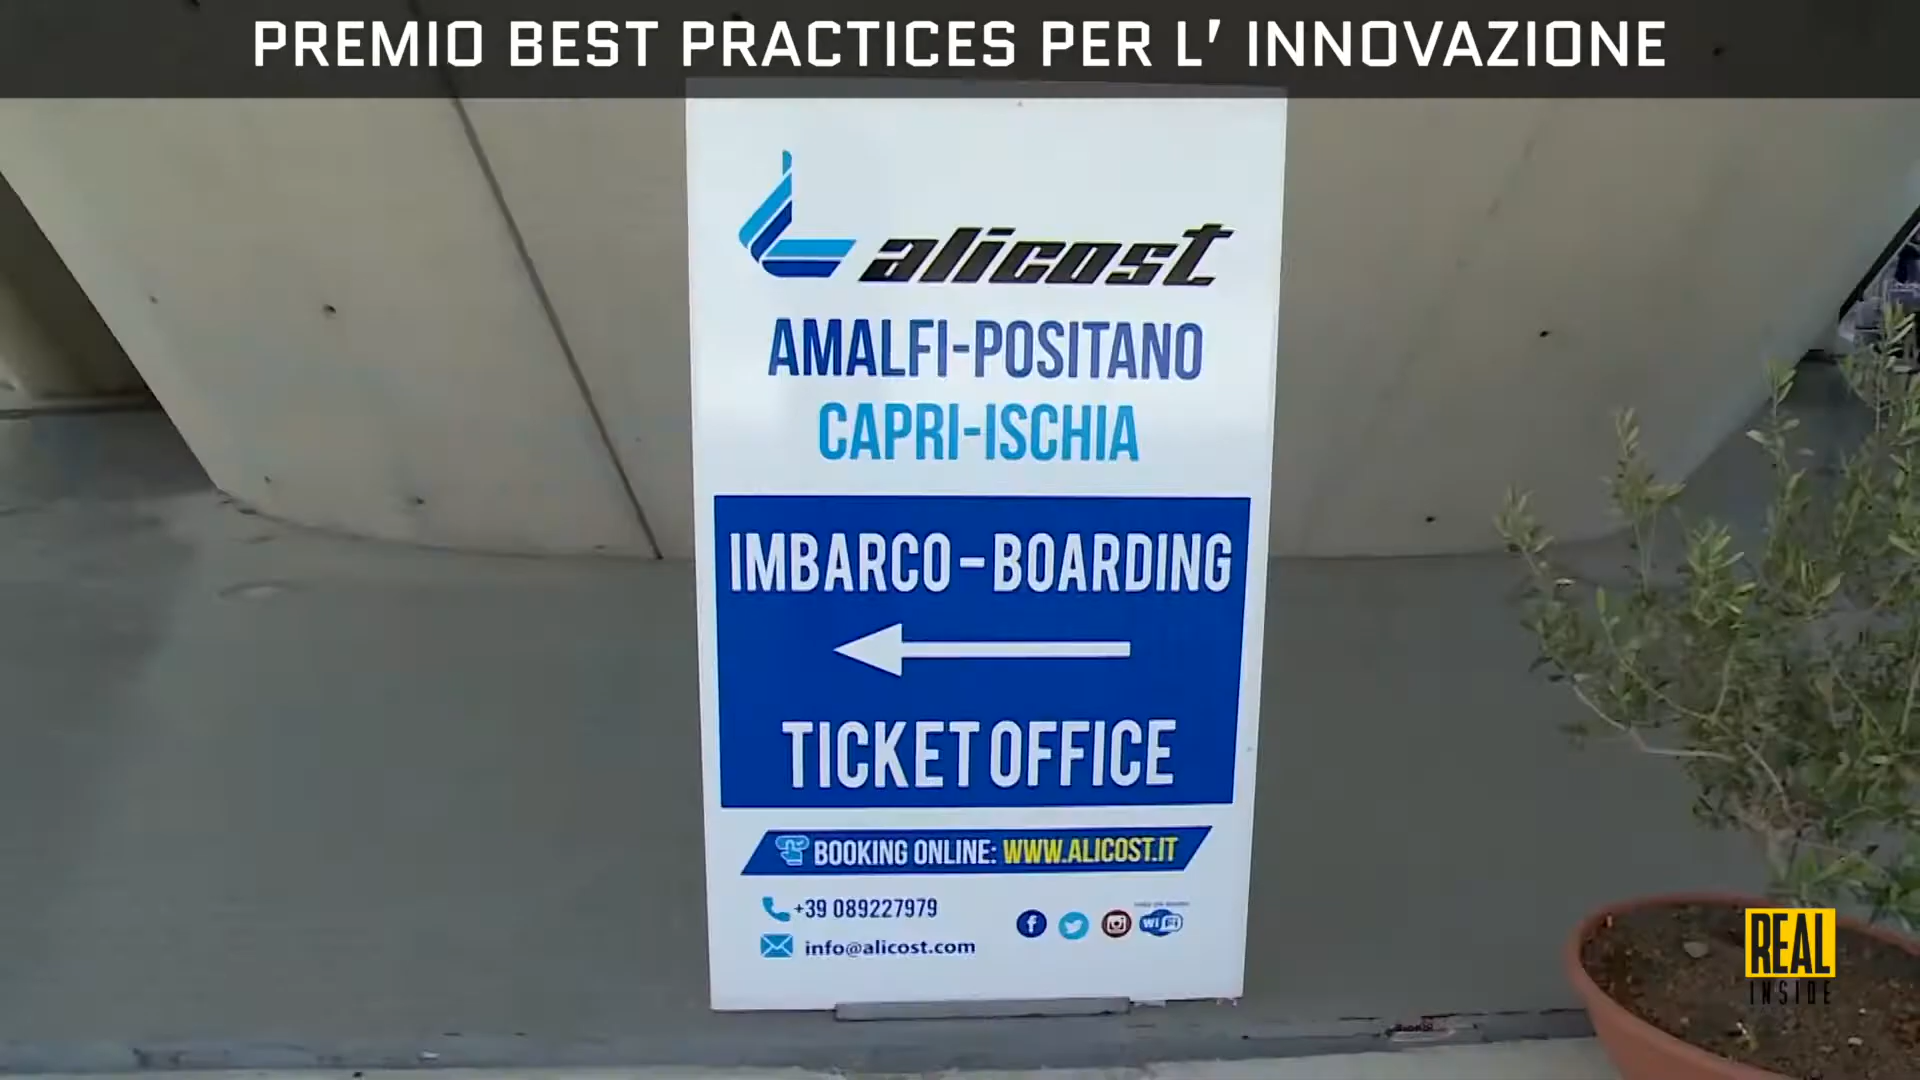 PREMIO BEST PRACTICES PER L' INNOVAZIONE
alicost
AMALFI-POSITANO
CAPRI-ISCHIA
IMBARCO – BOARDING
TICKET OFFICE
BOOKING ONLINE: WWW.ALICOST.IT
+39 089227979
info@alicost.com
Wi Fi
REAL
INSIDE